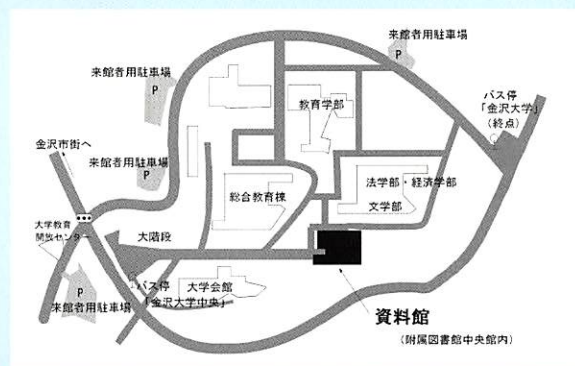 来館者用駐車場
P
来館者用駐車場
P
教育学部
バス停
「金沢大学」
(終点)
金沢市街へ
来館者用駐車場
P
総合教育棟
法学部・経済学部
文学部
大学教育
開放センター
大階段
P
来館者用駐車場
バス停
「金沢大学中央」
大学会館
資料館
(附属図書館中央館内)